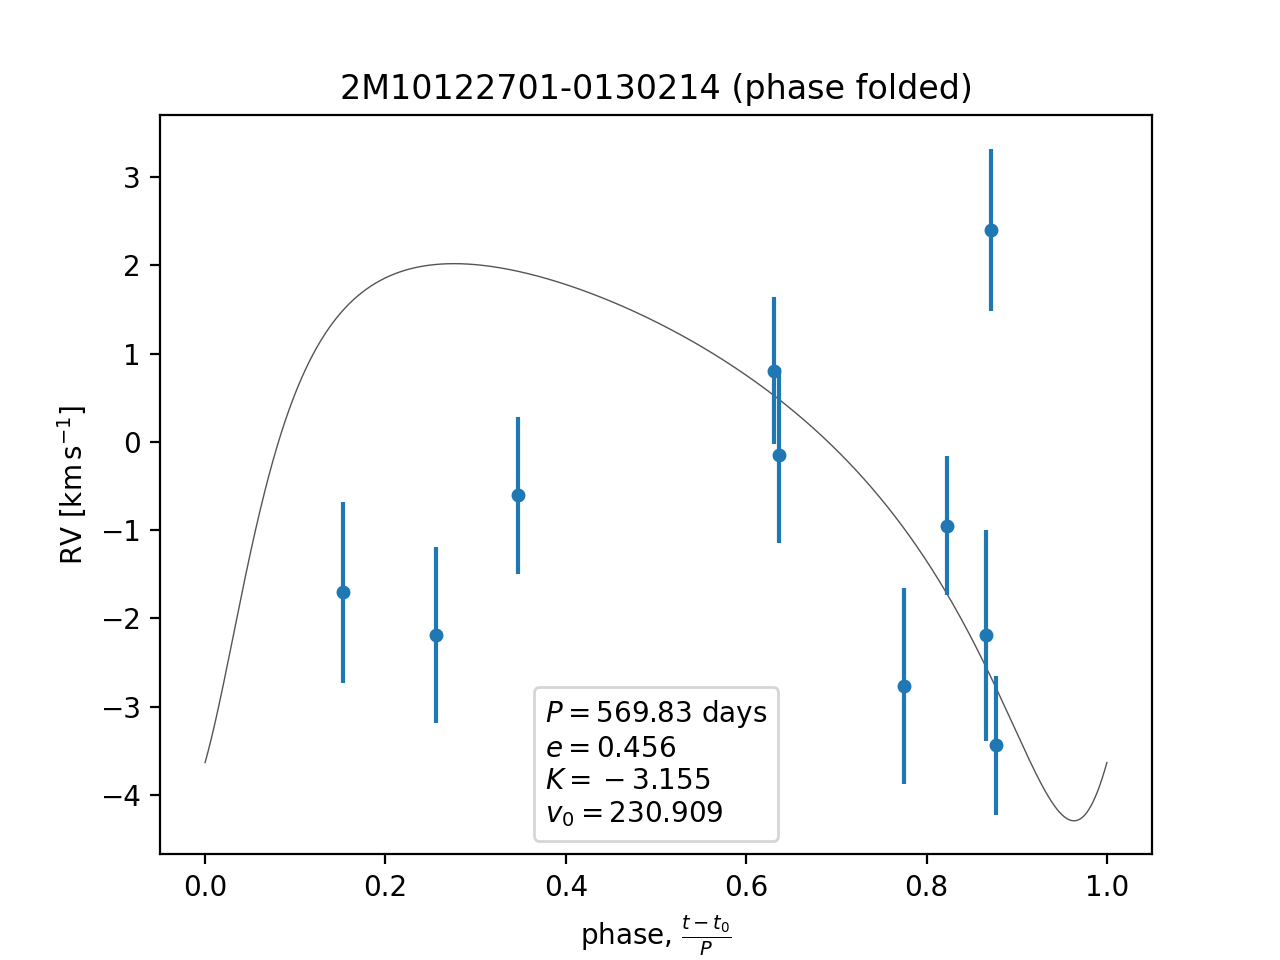 2M10122701-0130214 (phase folded)
RV [km s⁻¹]
3
2
1
0
−1
−2
−3
−4
P = 569.83 days
e = 0.456
K = −3.155
v₀ = 230.909
0.0 0.2 0.4 0.6 0.8 1.0
phase, (t − t₀)/P